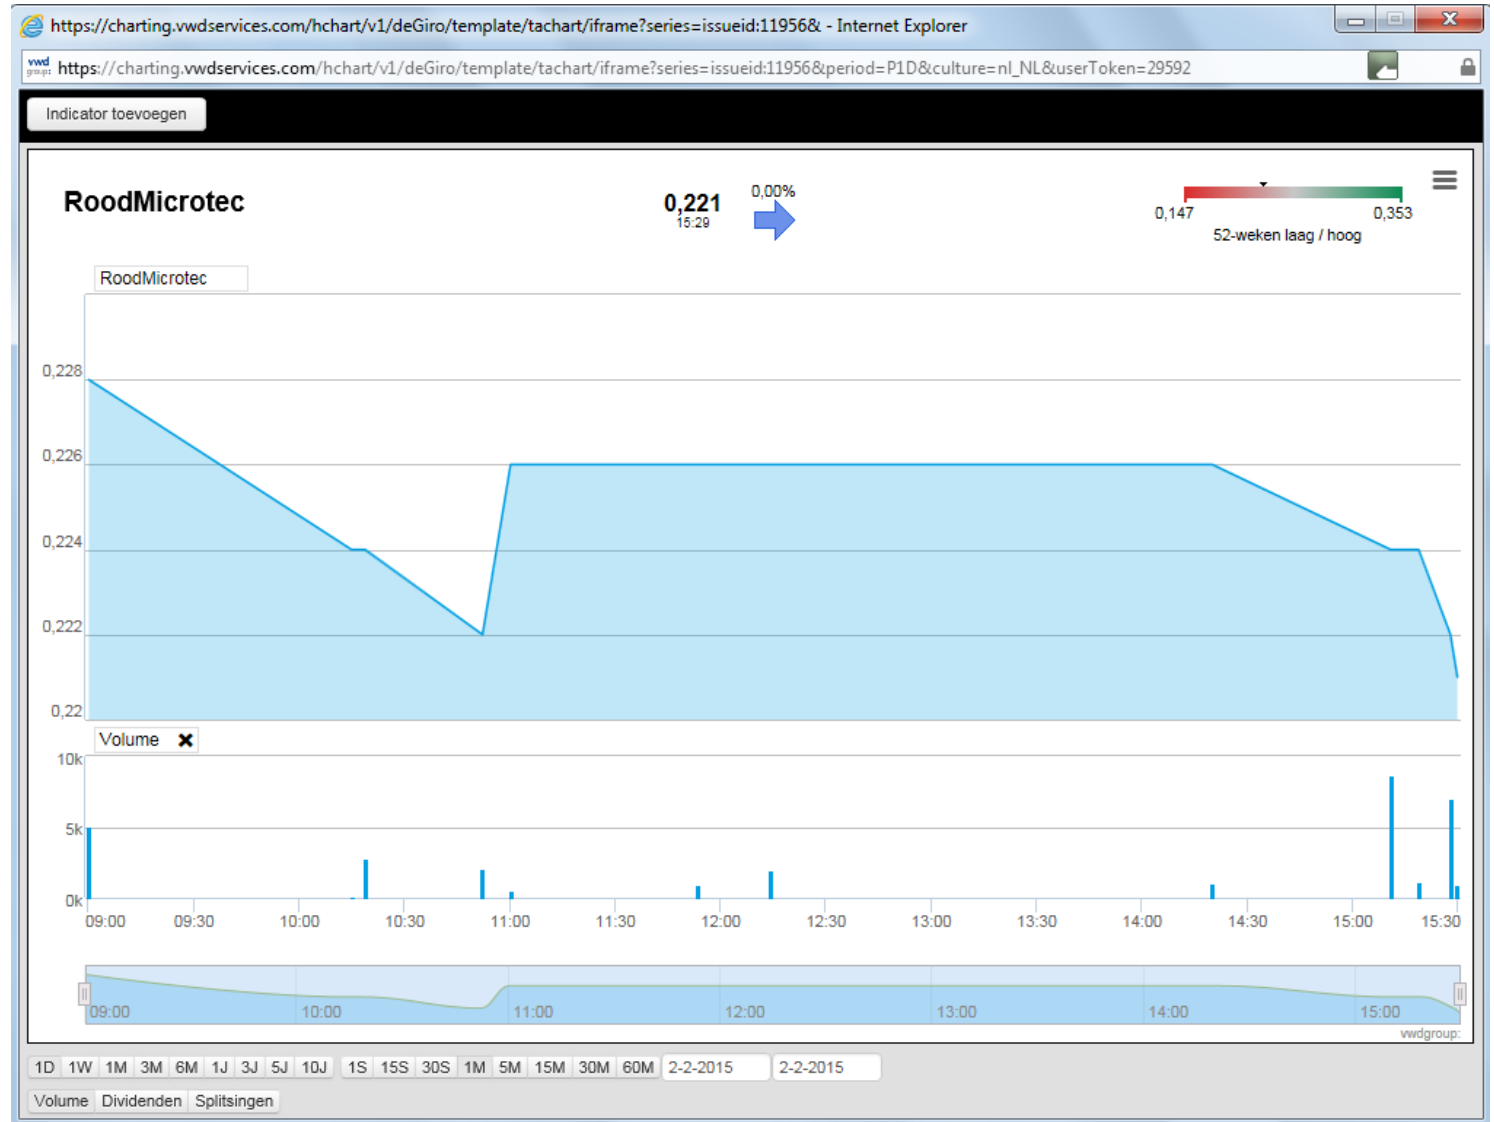 https://charting.vwdservices.com/hchart/v1/deGiro/template/tachart/iframe?series=issueid:11956& - Internet Explorer
vwd group: https://charting.vwdservices.com/hchart/v1/deGiro/template/tachart/iframe?series=issueid:11956&period=P1D&culture=nl_NL&userToken=29592
Indicator toevoegen
RoodMicrotec
0,221
15:29
0,00%
0,147 0,353
52-weken laag / hoog
RoodMicrotec
0,228
0,226
0,224
0,222
0,22
Volume
10k
5k
0k
09:00 09:30 10:00 10:30 11:00 11:30 12:00 12:30 13:00 13:30 14:00 14:30 15:00 15:30
09:00 10:00 11:00 12:00 13:00 14:00 15:00
vwdgroup:
1D 1W 1M 3M 6M 1J 3J 5J 10J 1S 15S 30S 1M 5M 15M 30M 60M 2-2-2015 2-2-2015
Volume Dividenden Splitsingen